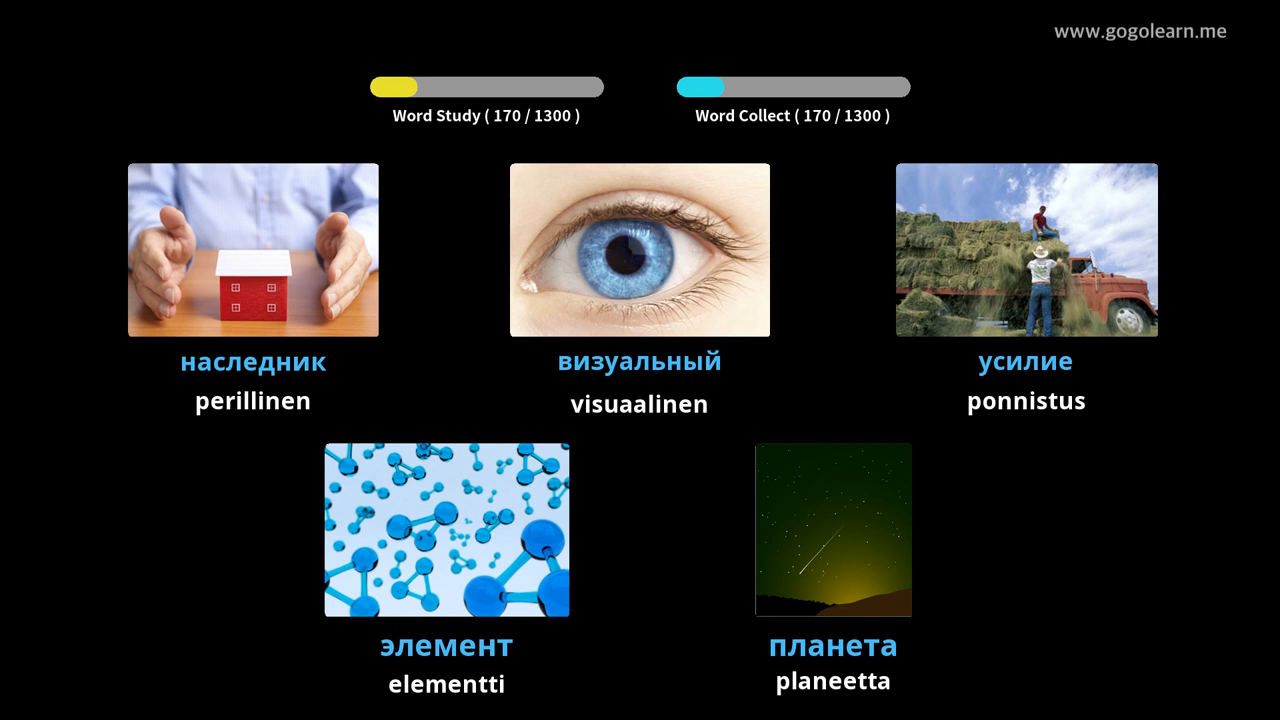 www.gogolearn.me
Word Study ( 170 / 1300 )
Word Collect ( 170 / 1300 )
наследник
perillinen
визуальный
visuaalinen
усилие
ponnistus
элемент
elementti
планета
planeetta